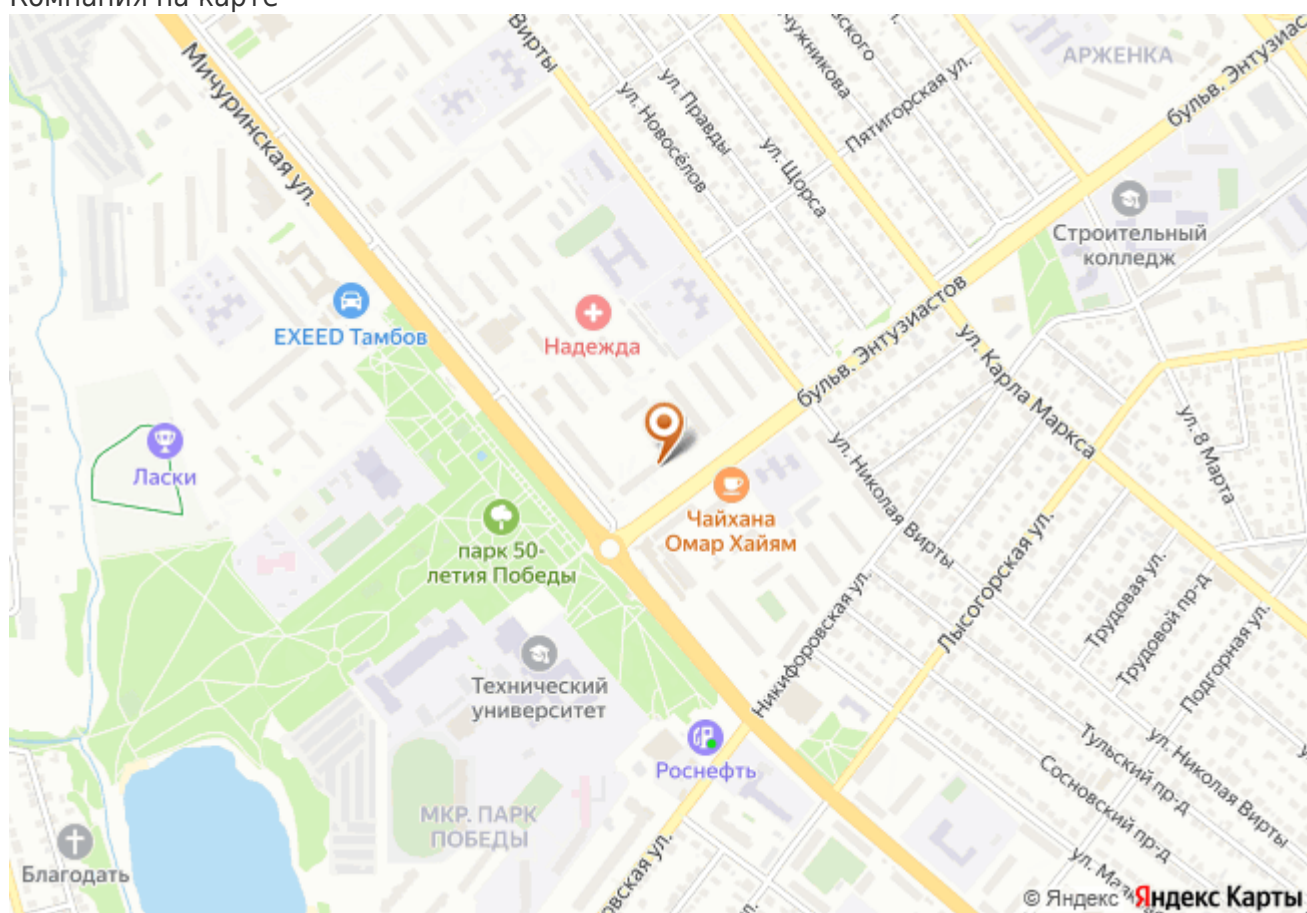 Компания на карте
Мичуринская ул.
Вирты
ул. Новосёлов
ул. Правды
ул. Щорса
Пятигорская ул.
АРЖЕНКА
бульв. Энтузиас
Строительный
колледж
EXEED Тамбов
Надежда
бульв. Энтузиастов
ул. Карла Маркса
ул. 8 Марта
Ласки
парк 50-
летия Победы
Чайхана
Омар Хайям
ул. Николая Вирты
Лысогорская ул.
Никифоровская ул.
Трудовая ул.
Трудовой пр-д
Подгорная ул.
Технический
университет
Роснефть
Тульский пр-д
ул. Николая Вирты
Сосновский пр-д
МКР. ПАРК
ПОБЕДЫ
Благодать
овская ул.
© Яндекс Яндекс Карты